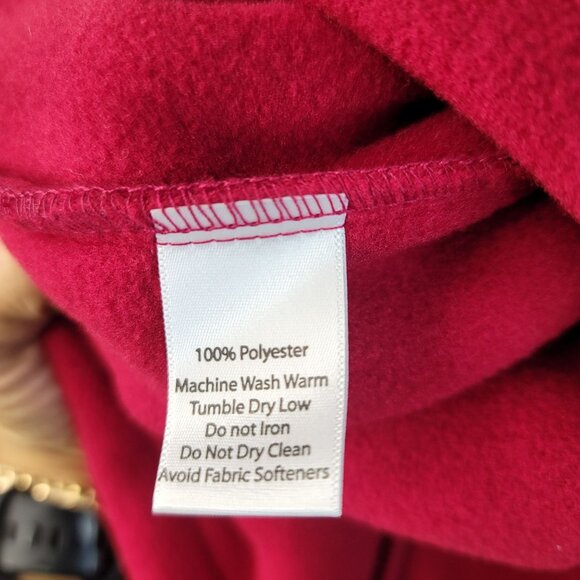 100% Polyester
Machine Wash Warm
Tumble Dry Low
Do not Iron
Do Not Dry Clean
Avoid Fabric Softeners